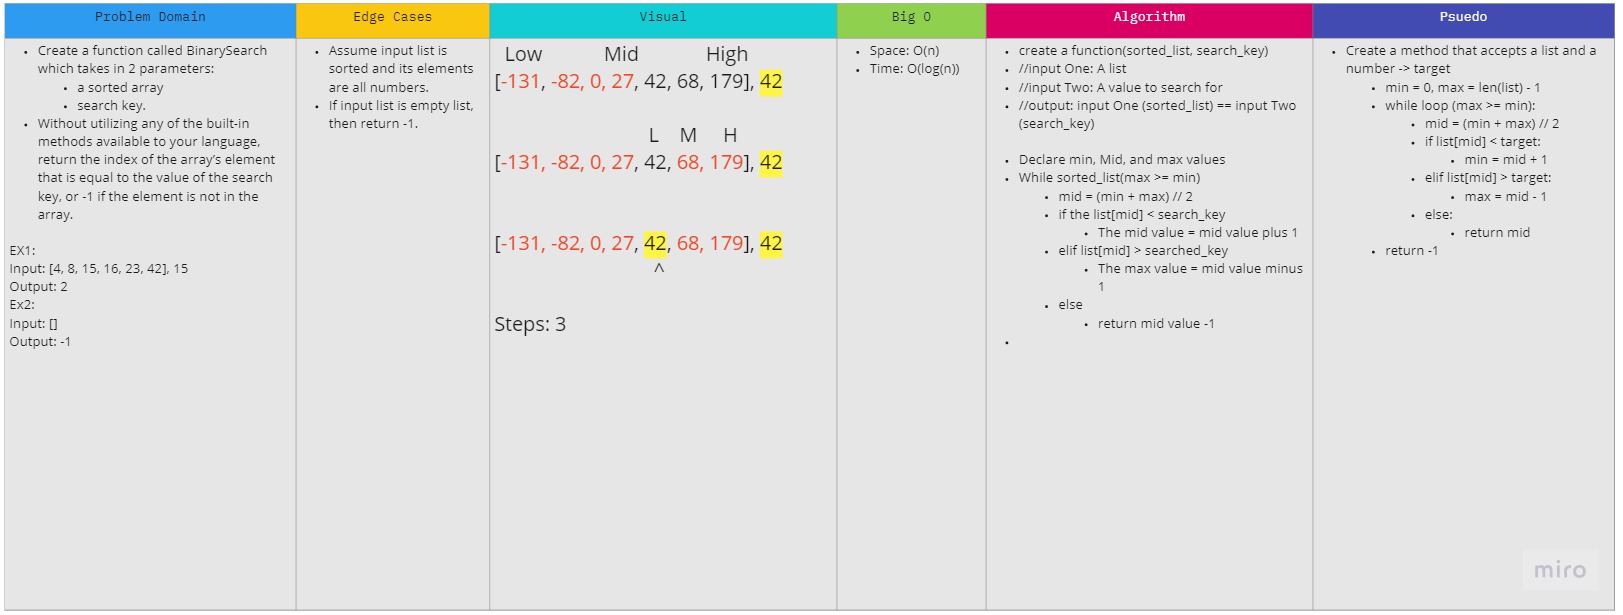 Problem Domain
Create a function called BinarySearch
which takes in 2 parameters:
a sorted array
search key.
Without utilizing any of the built-in
methods available to your language,
return the index of the array’s element
that is equal to the value of the search
key, or -1 if the element is not in the
array.
EX1:
Input: [4, 8, 15, 16, 23, 42], 15
Output: 2
Ex2:
Input: []
Output: -1
Edge Cases
Assume input list is
sorted and its elements
are all numbers.
If input list is empty list,
then return -1.
Visual
Low Mid High
[-131, -82, 0, 27, 42, 68, 179], 42
L M H
[-131, -82, 0, 27, 42, 68, 179], 42
[-131, -82, 0, 27, 42, 68, 179], 42
^
Steps: 3
Big O
Space: O(n)
Time: O(log(n))
Algorithm
create a function(sorted_list, search_key)
//input One: A list
//input Two: A value to search for
//output: input One (sorted_list) == input Two
(search_key)
Declare min, Mid, and max values
While sorted_list(max >= min)
mid = (min + max) // 2
if the list[mid] < search_key
The mid value = mid value plus 1
elif list[mid] > searched_key
The max value = mid value minus
1
else
return mid value -1
Psuedo
Create a method that accepts a list and a
number -> target
min = 0, max = len(list) - 1
while loop (max >= min):
mid = (min + max) // 2
if list[mid] < target:
min = mid + 1
elif list[mid] > target:
max = mid - 1
else:
return mid
return -1
miro